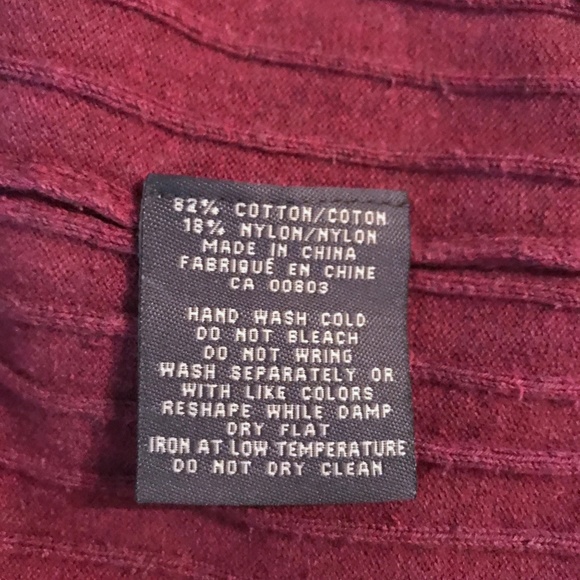 82% COTTON/COTON
18% NYLON/NYLON
MADE IN CHINA
FABRIQUÉ EN CHINE
CA 00803
HAND WASH COLD
DO NOT BLEACH
DO NOT WRING
WASH SEPARATELY OR
WITH LIKE COLORS
RESHAPE WHILE DAMP
DRY FLAT
IRON AT LOW TEMPERATURE
DO NOT DRY CLEAN